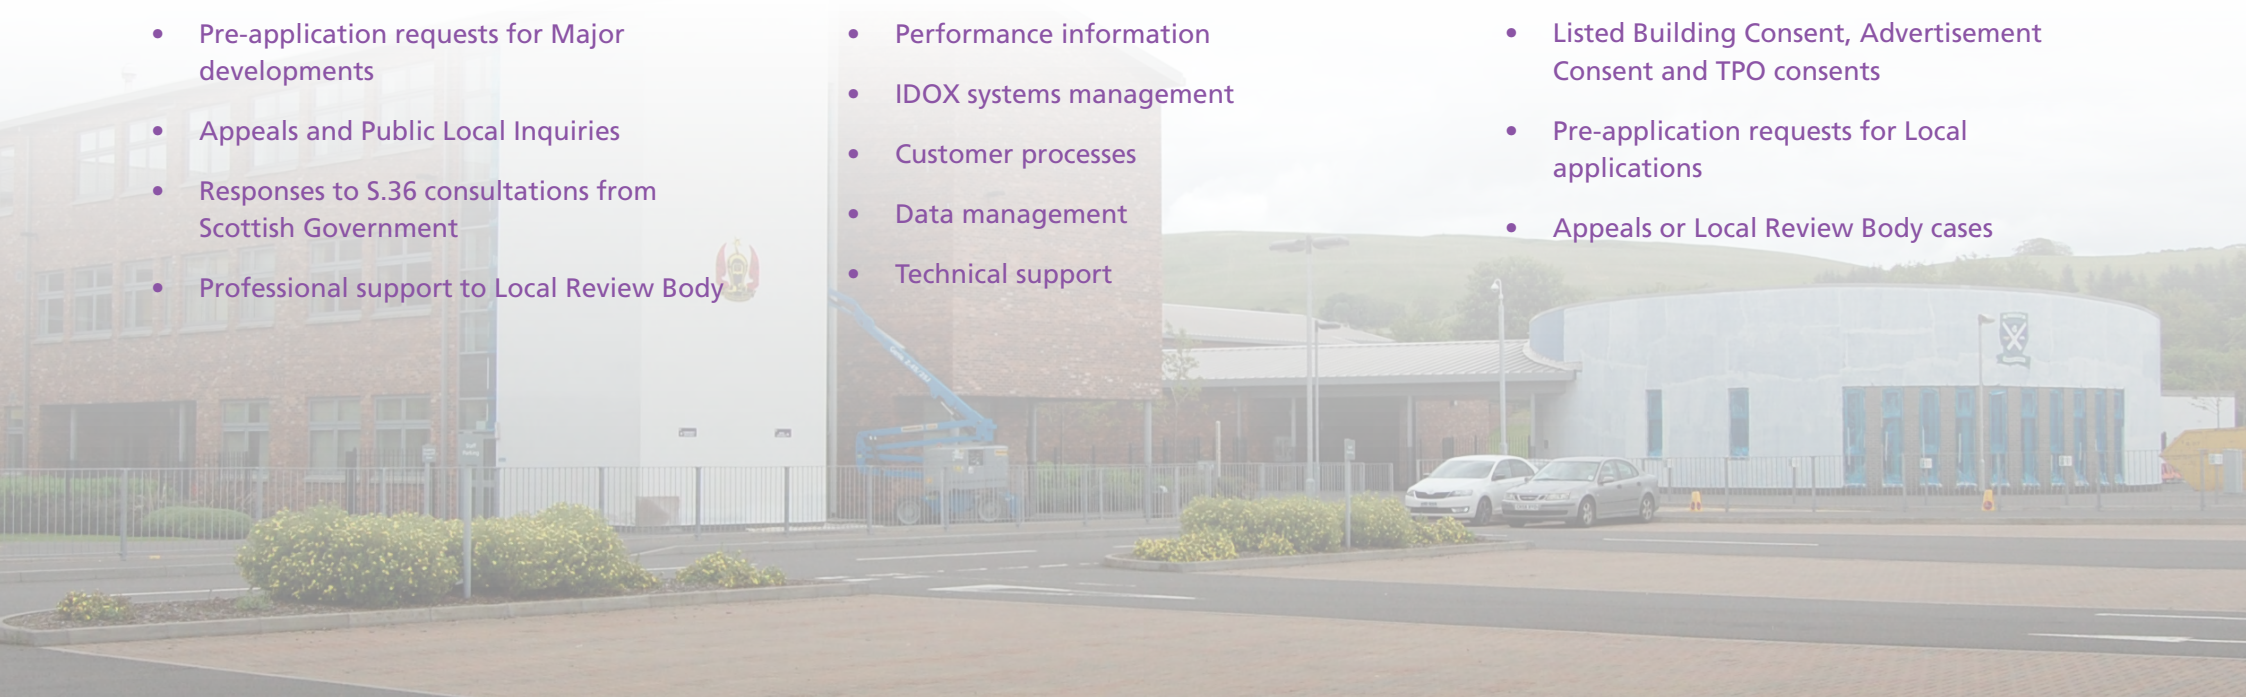 • Pre-application requests for Major
developments
• Appeals and Public Local Inquiries
• Responses to S.36 consultations from
Scottish Government
• Professional support to Local Review Body
• Performance information
• IDOX systems management
• Customer processes
• Data management
• Technical support
• Listed Building Consent, Advertisement
Consent and TPO consents
• Pre-application requests for Local
applications
• Appeals or Local Review Body cases